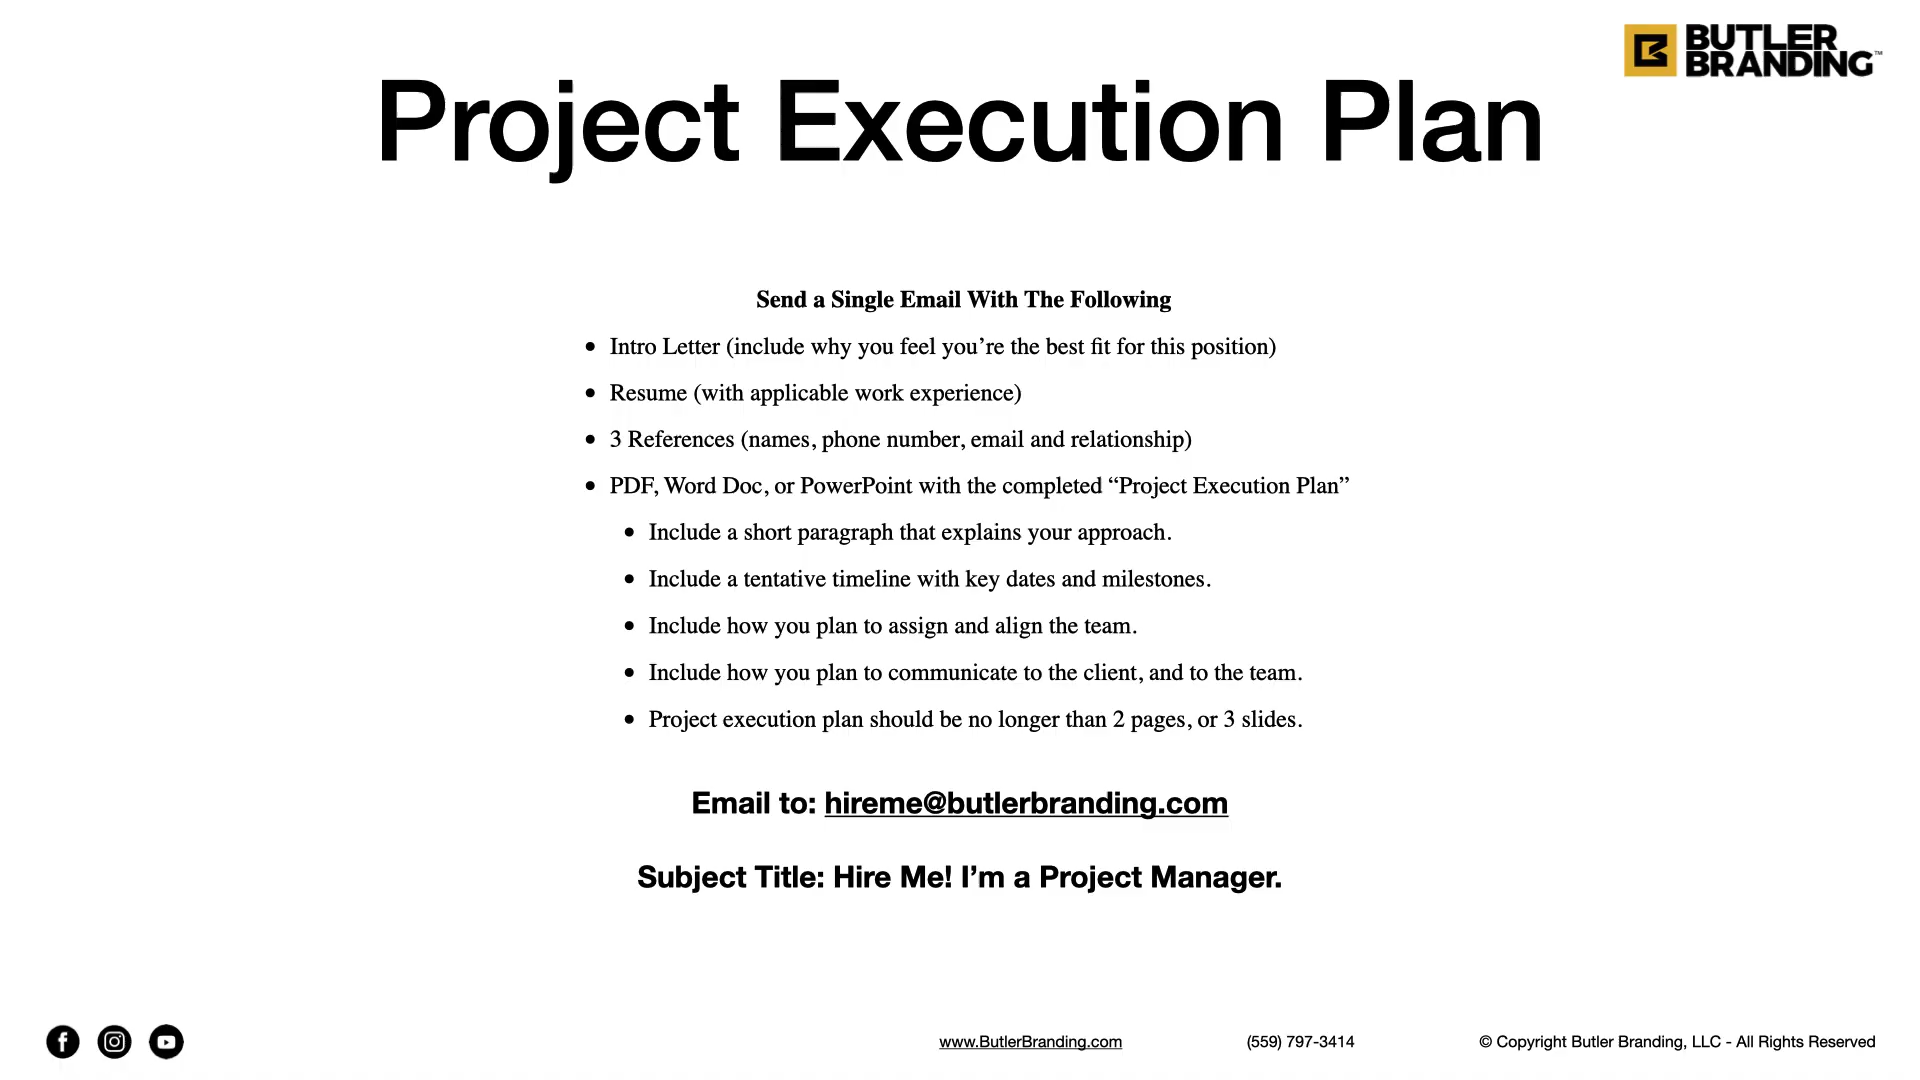 BUTLER
BRANDING™
Project Execution Plan
Send a Single Email With The Following
• Intro Letter (include why you feel you’re the best fit for this position)
• Resume (with applicable work experience)
• 3 References (names, phone number, email and relationship)
• PDF, Word Doc, or PowerPoint with the completed “Project Execution Plan”
• Include a short paragraph that explains your approach.
• Include a tentative timeline with key dates and milestones.
• Include how you plan to assign and align the team.
• Include how you plan to communicate to the client, and to the team.
• Project execution plan should be no longer than 2 pages, or 3 slides.
Email to: hireme@butlerbranding.com
Subject Title: Hire Me! I’m a Project Manager.
www.ButlerBranding.com
(559) 797-3414
© Copyright Butler Branding, LLC - All Rights Reserved